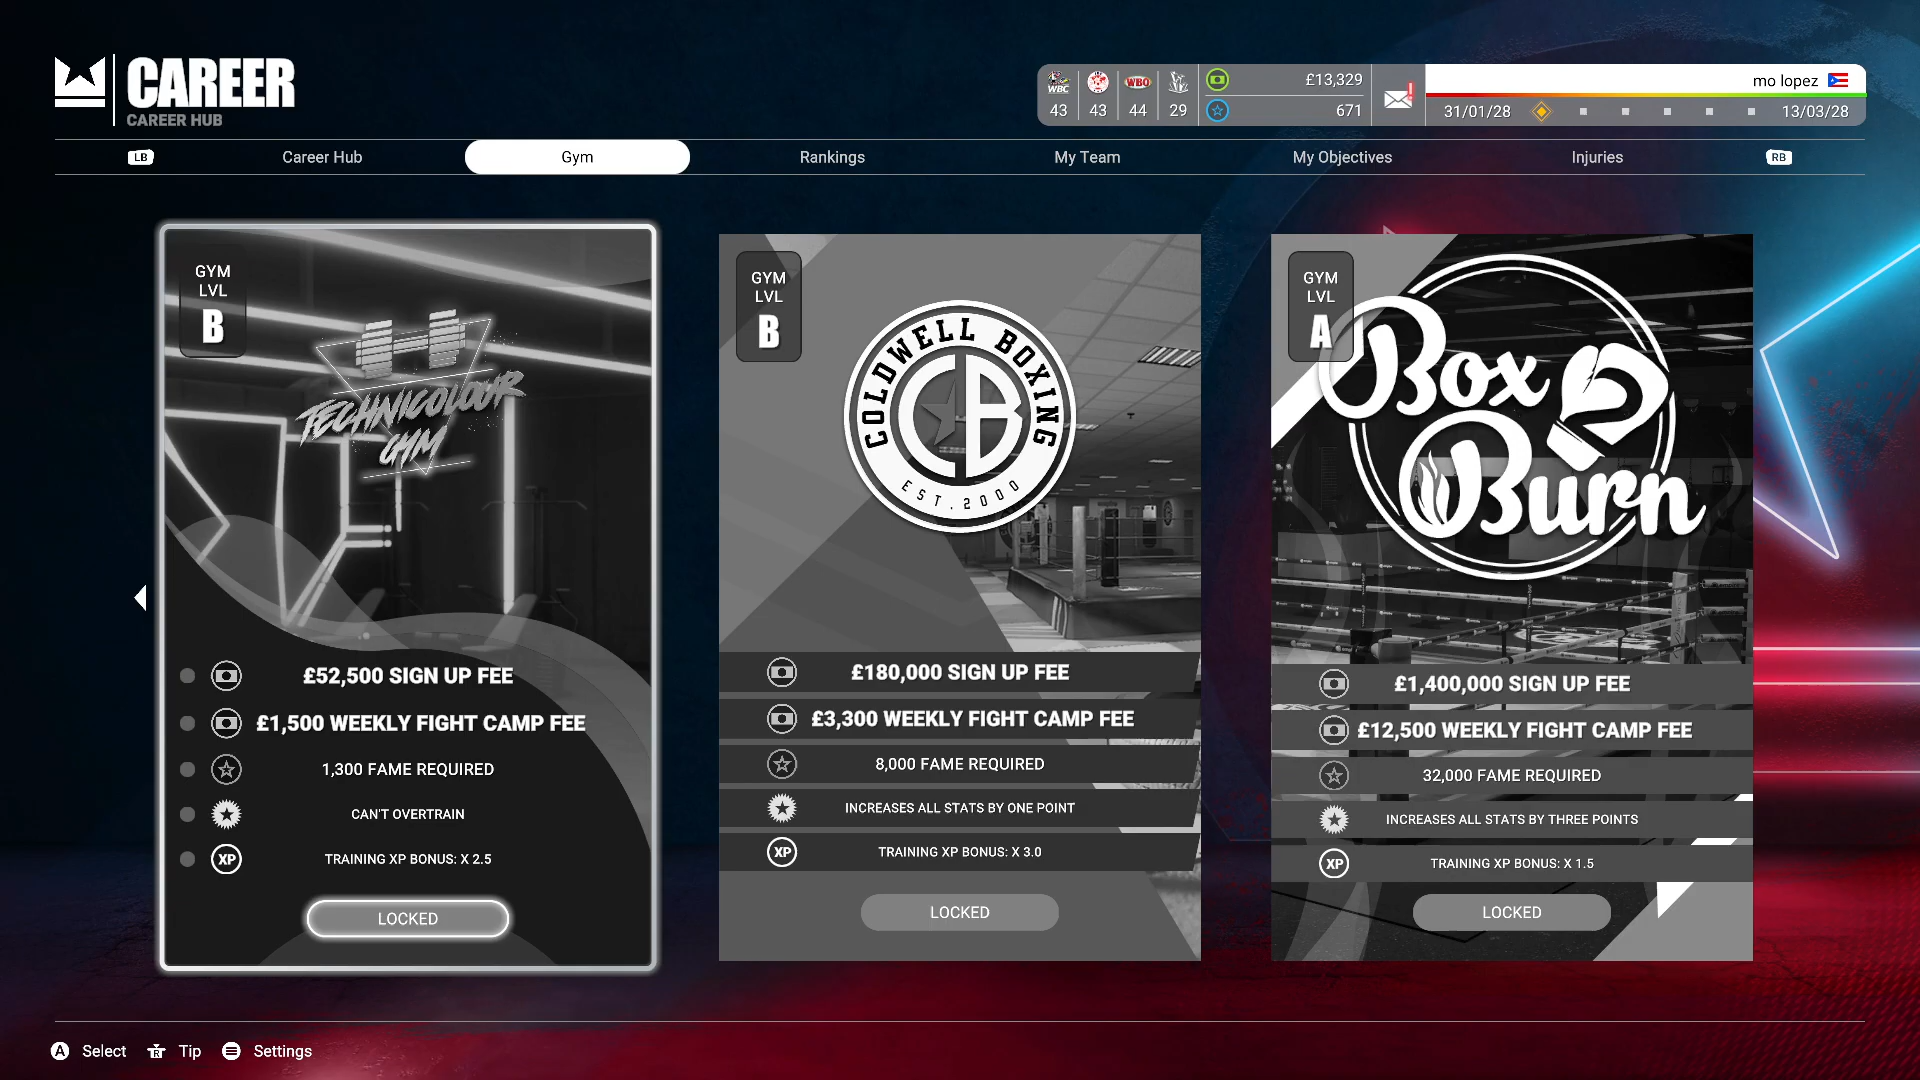 CAREER
CAREER HUB
WBC
WBO
43
43
44
29
£13,329
671
mo lopez
31/01/28
13/03/28
LB
Career Hub
Gym
Rankings
My Team
My Objectives
Injuries
RB
GYM
LVL
B
TECHNICOLOUR
GYM
£52,500 SIGN UP FEE
£1,500 WEEKLY FIGHT CAMP FEE
1,300 FAME REQUIRED
CAN'T OVERTRAIN
XP
TRAINING XP BONUS: X 2.5
LOCKED
GYM
LVL
B
COLDWELL BOXING
CB
EST. 2000
£180,000 SIGN UP FEE
£3,300 WEEKLY FIGHT CAMP FEE
8,000 FAME REQUIRED
INCREASES ALL STATS BY ONE POINT
XP
TRAINING XP BONUS: X 3.0
LOCKED
GYM
LVL
A
Box
2
Burn
£1,400,000 SIGN UP FEE
£12,500 WEEKLY FIGHT CAMP FEE
32,000 FAME REQUIRED
INCREASES ALL STATS BY THREE POINTS
XP
TRAINING XP BONUS: X 1.5
LOCKED
A Select
R Tip
Settings